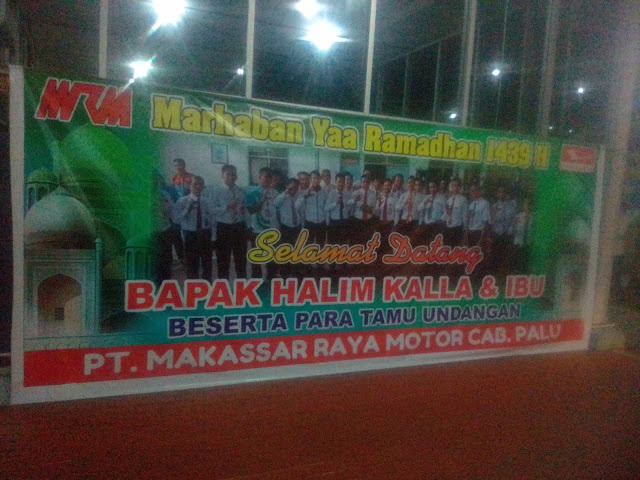 MRM
Marhaban Yaa Ramadhan 1439 H
DAIHATSU
Selamat Datang
BAPAK HALIM KALLA & IBU
BESERTA PARA TAMU UNDANGAN
PT. MAKASSAR RAYA MOTOR CAB. PALU